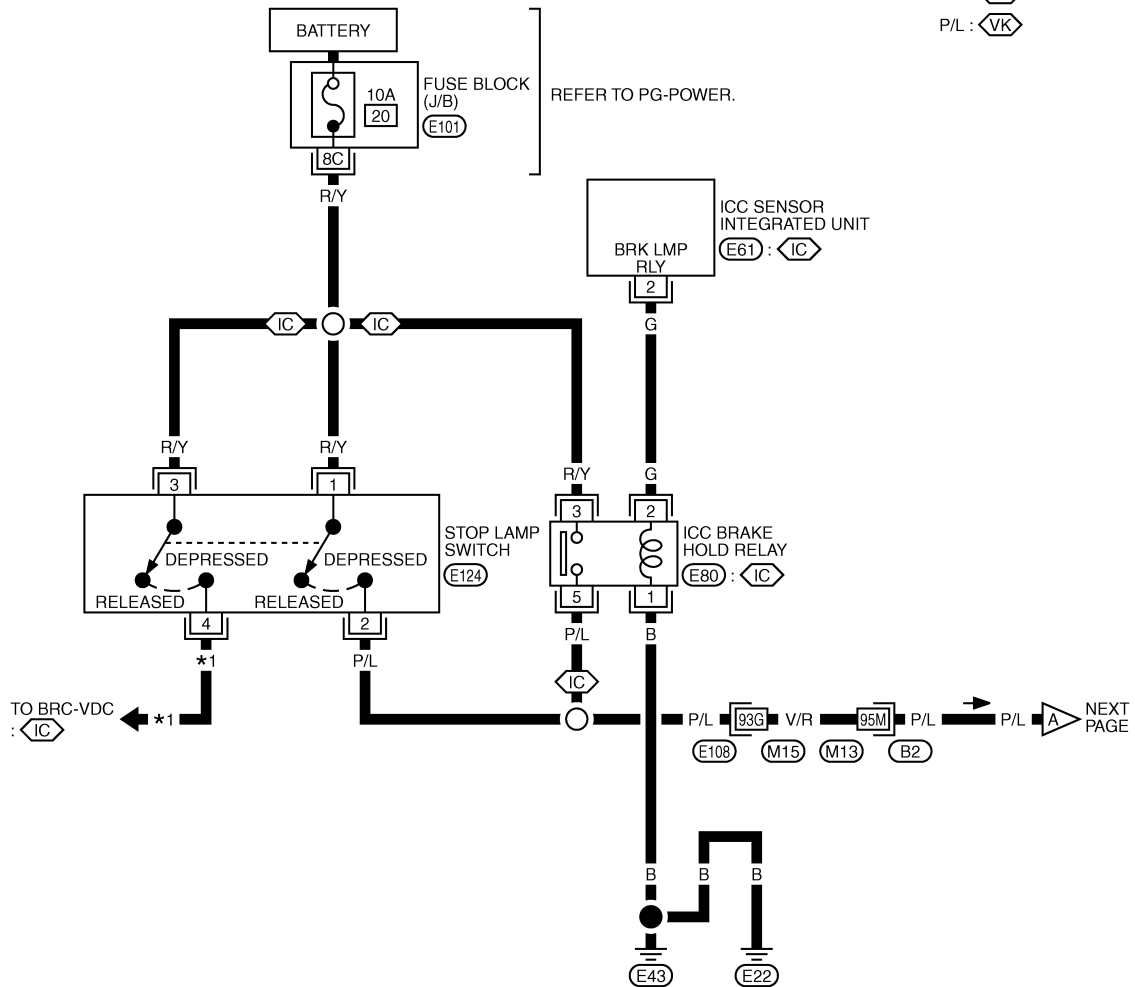 P/L : VK
BATTERY
10A
20
FUSE BLOCK
(J/B)
E101
REFER TO PG-POWER.
8C
R/Y
ICC SENSOR
INTEGRATED UNIT
E61 : IC
BRK LMP
RLY
2
G
IC
IC
R/Y
R/Y
R/Y
G
3
1
3
2
DEPRESSED
DEPRESSED
RELEASED
RELEASED
STOP LAMP
SWITCH
E124
ICC BRAKE
HOLD RELAY
E80 : IC
4
2
5
1
*1
P/L
P/L
B
IC
TO BRC-VDC
: IC
*1
P/L
93G
V/R
95M
P/L
P/L
A
NEXT
PAGE
E108
M15
M13
B2
B
B
B
E43
E22